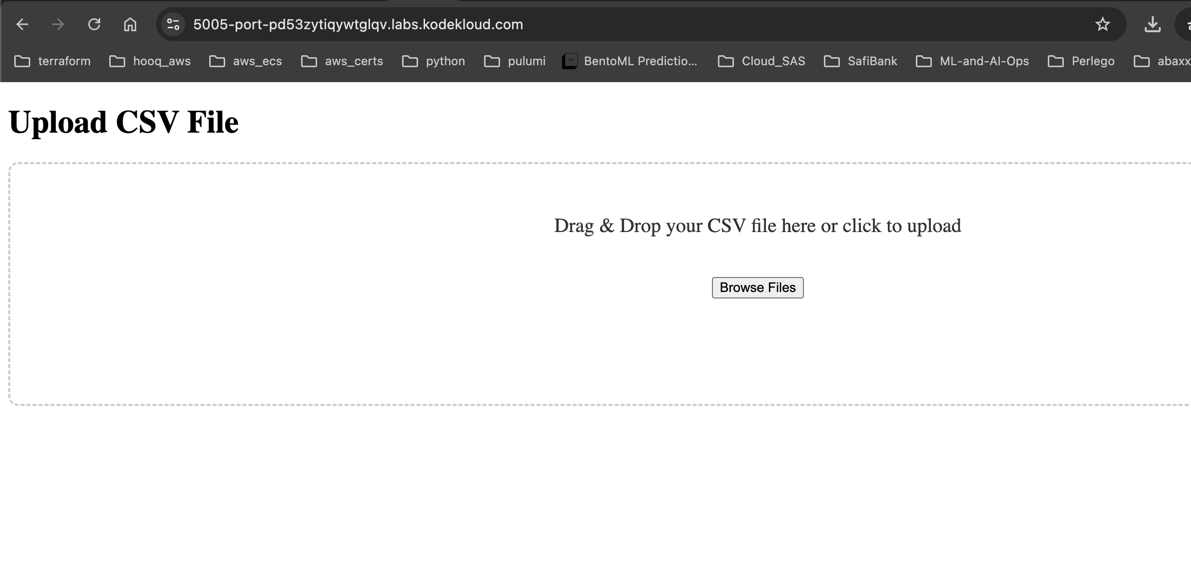 5005-port-pd53zytiqywtglqv.labs.kodekloud.com
terraform hooq_aws aws_ecs aws_certs python pulumi BentoML Predictio... Cloud_SAS SafiBank ML-and-AI-Ops Perlego abaxx
Upload CSV File
Drag & Drop your CSV file here or click to upload
Browse Files